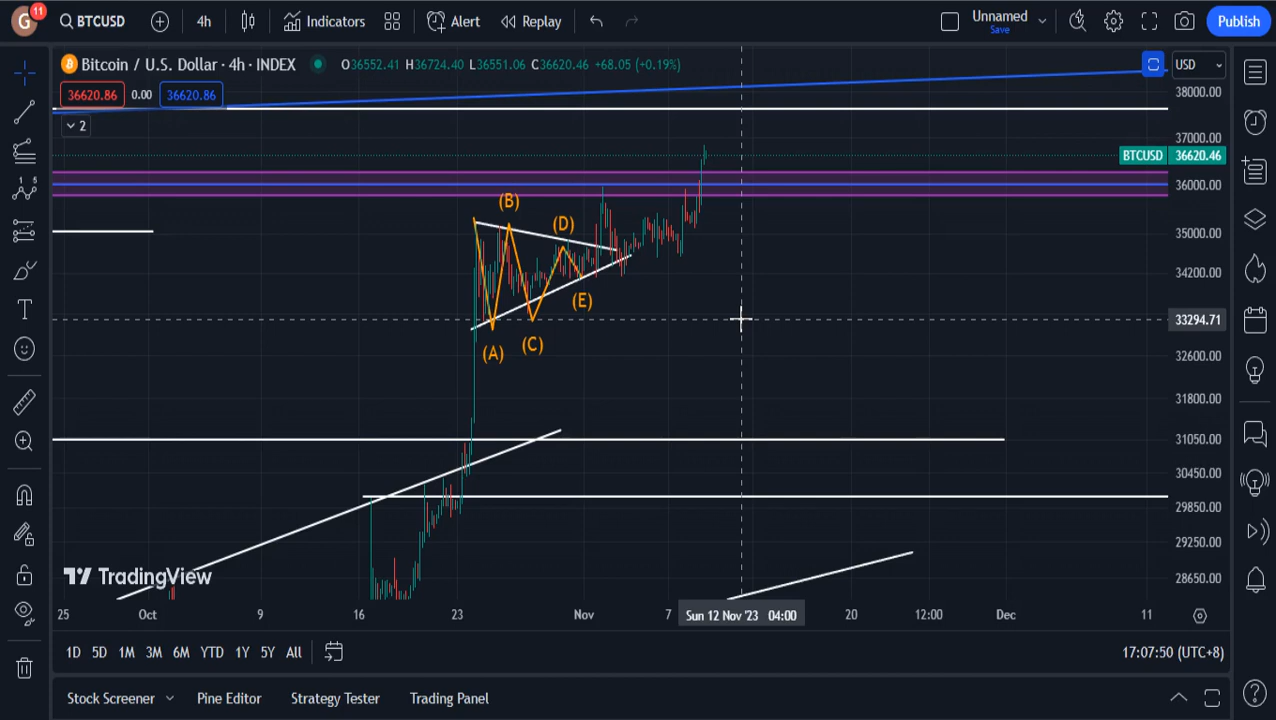 G 11 BTCUSD 4h Indicators Alert Replay Unnamed Save Publish
Bitcoin / U.S. Dollar · 4h · INDEX O36552.41 H36724.40 L36551.06 C36620.46 +68.05 (+0.19%) USD
36620.86 0.00 36620.86
38000.00
2
37000.00
BTCUSD 36620.46
36000.00
(B)
(D)
35000.00
34200.00
(E)
33294.71
(A) (C)
32600.00
31800.00
31050.00
30450.00
29850.00
29250.00
TradingView
28650.00
25 Oct 9 16 23 Nov 7 Sun 12 Nov '23 04:00 20 12:00 Dec 11
1D 5D 1M 3M 6M YTD 1Y 5Y All 17:07:50 (UTC+8)
Stock Screener Pine Editor Strategy Tester Trading Panel